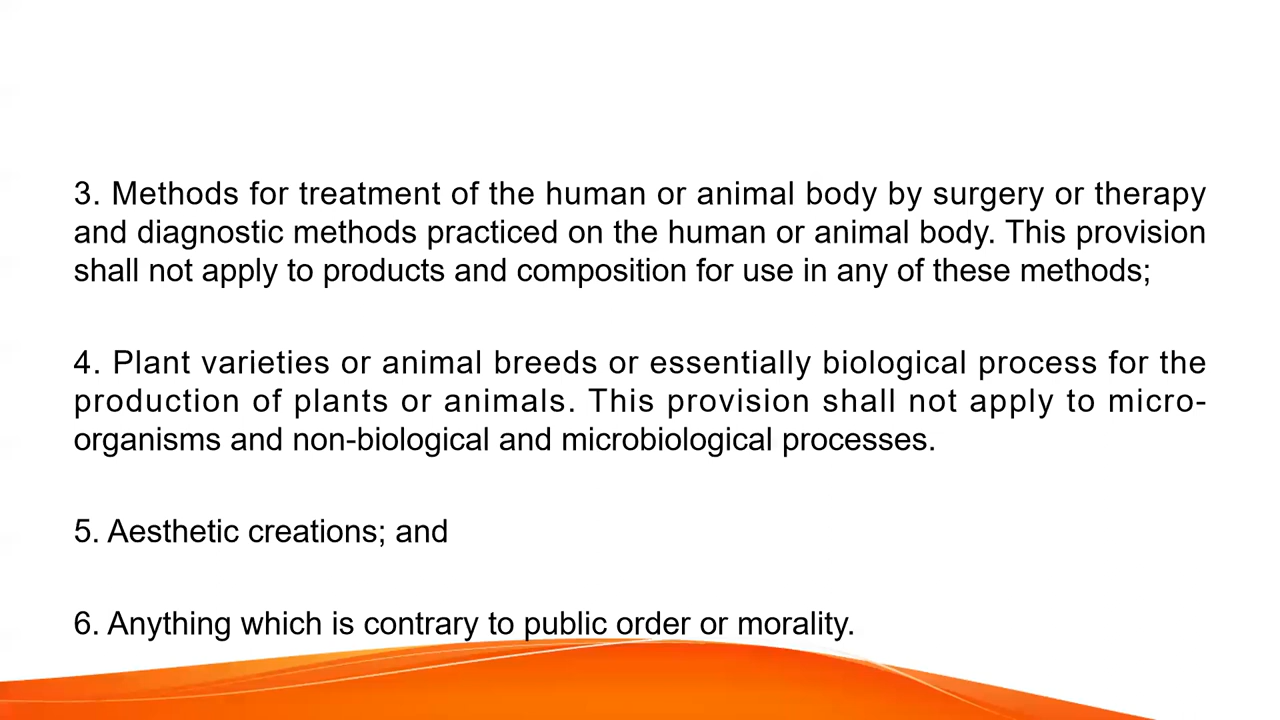 3. Methods for treatment of the human or animal body by surgery or therapy
and diagnostic methods practiced on the human or animal body. This provision
shall not apply to products and composition for use in any of these methods;
4. Plant varieties or animal breeds or essentially biological process for the
production of plants or animals. This provision shall not apply to micro-
organisms and non-biological and microbiological processes.
5. Aesthetic creations; and
6. Anything which is contrary to public order or morality.